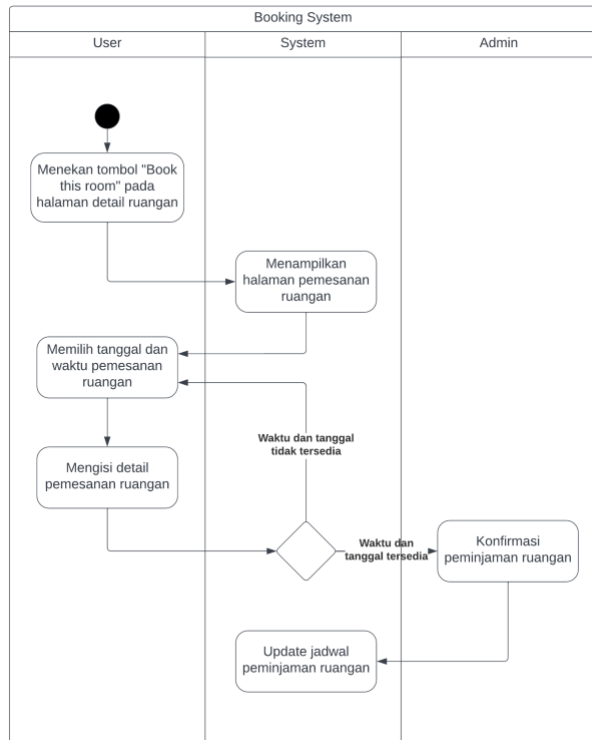 Booking System
User
System
Admin
Menekan tombol "Book
this room" pada
halaman detail ruangan
Menampilkan
halaman pemesanan
ruangan
Memilih tanggal dan
waktu pemesanan
ruangan
Waktu dan tanggal
tidak tersedia
Mengisi detail
pemesanan ruangan
Waktu dan
tanggal tersedia
Konfirmasi
peminjaman ruangan
Update jadwal
peminjaman ruangan